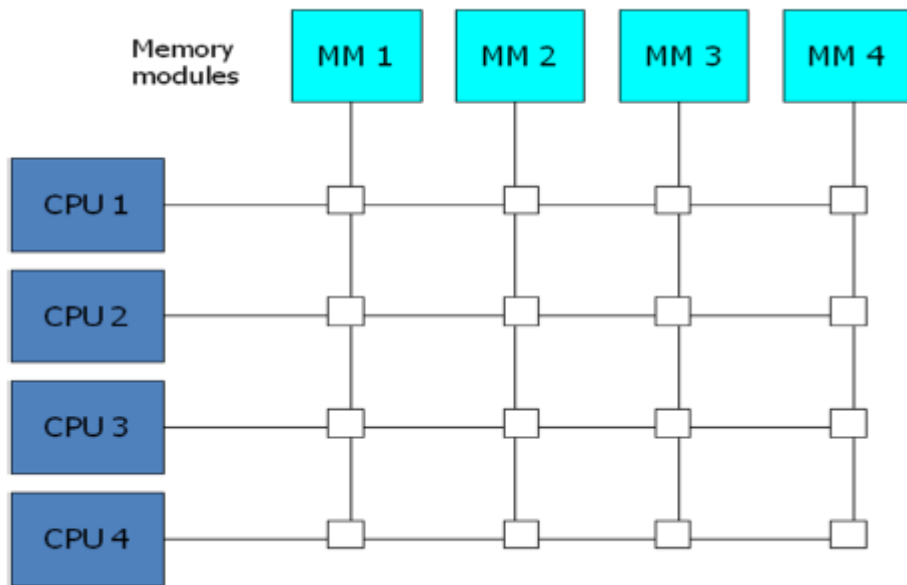 Memory
modules
MM 1
MM 2
MM 3
MM 4
CPU 1
CPU 2
CPU 3
CPU 4